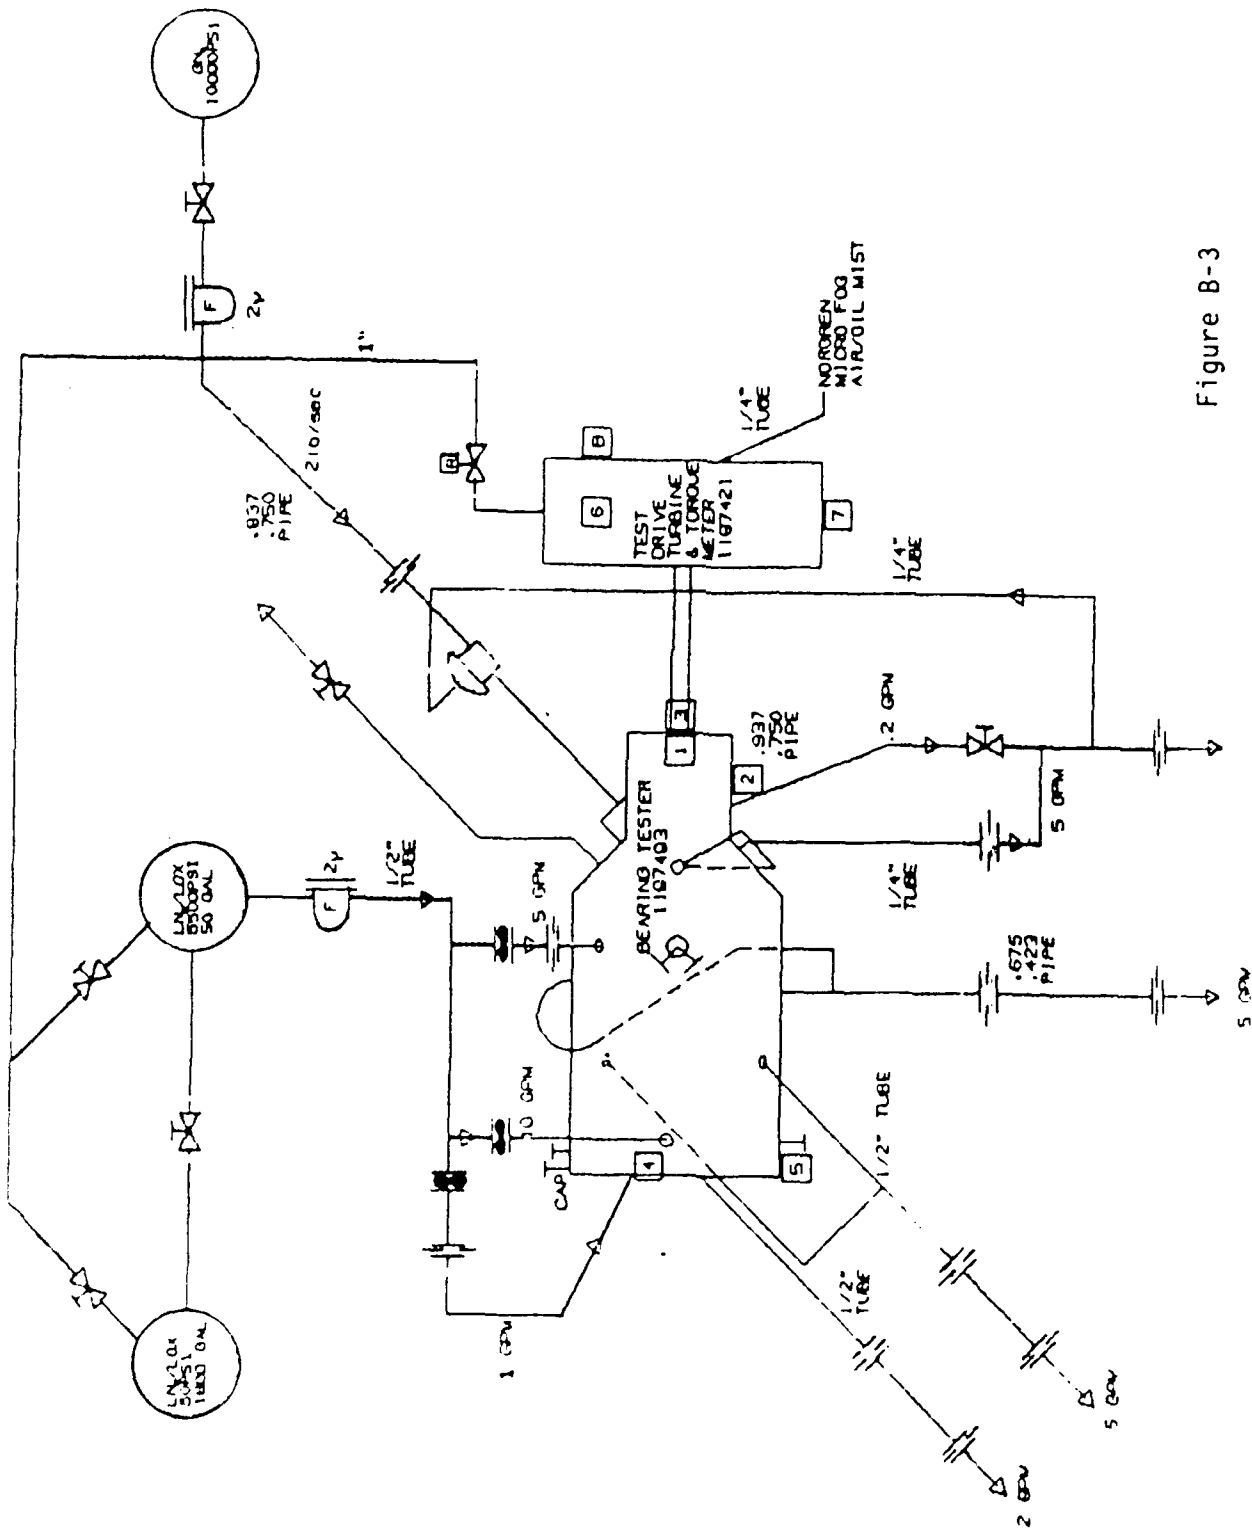 GN₂
10000PSI
F
2μ
1"
210/sec
.937
.750
PIPE
R
8
6
7
TEST
DRIVE
TURBINE
& TORQUE
METER
1197421
1/4"
TUBE
NORGREN
MICRO FOG
AIR/OIL MIST
1/4"
TUBE
LN₂/LOX
8500PSI
50 GAL
F
2μ
1/2"
TUBE
5 GPM
10 GPM
CAP
1 GPM
LN₂/LOX
50PSI
1800 GAL
BEARING TESTER
1197493
1
3
2
4
5
.937
.750
PIPE
.2 GPM
5 GPM
1/4"
TUBE
.675
.423
PIPE
5 GPM
1/2" TUBE
1/2"
TUBE
5 GPM
2 GPM
Figure B-3